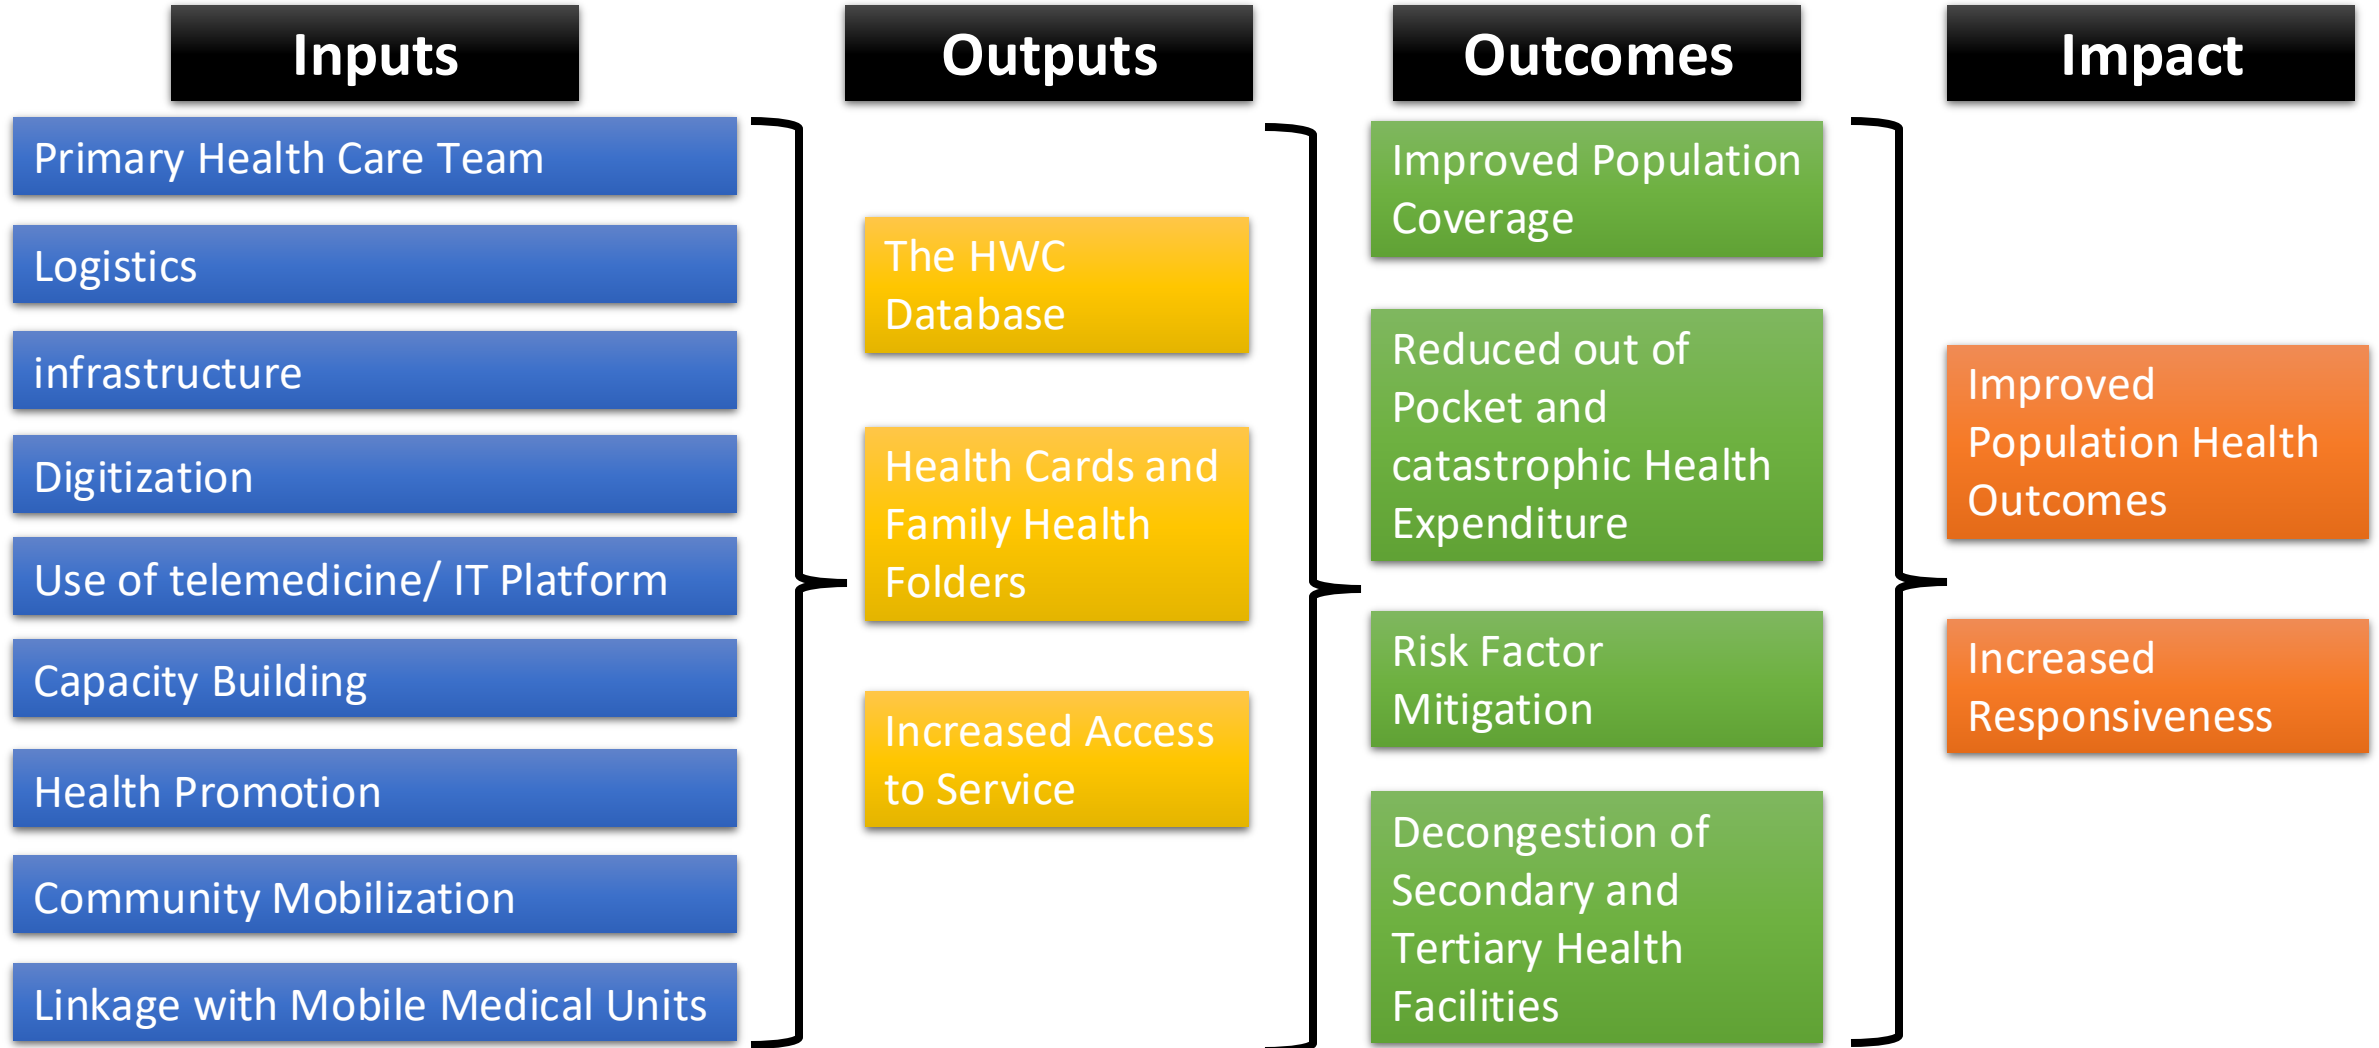 Inputs
Primary Health Care Team
Logistics
infrastructure
Digitization
Use of telemedicine/ IT Platform
Capacity Building
Health Promotion
Community Mobilization
Linkage with Mobile Medical Units
Outputs
The HWC
Database
Health Cards and
Family Health
Folders
Increased Access
to Service
Outcomes
Improved Population
Coverage
Reduced out of
Pocket and
catastrophic Health
Expenditure
Risk Factor
Mitigation
Decongestion of
Secondary and
Tertiary Health
Facilities
Impact
Improved
Population Health
Outcomes
Increased
Responsiveness